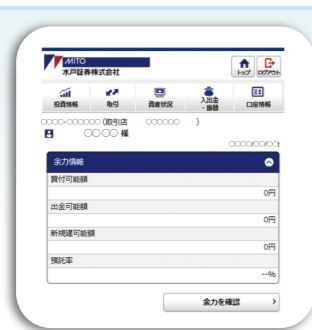 MITO
水戸証券株式会社
トップ ログアウト
投資情報 取引 資産状況 入出金・振替 口座情報
○○○○-○○○○○○ (取引店 ○○○○○○ )
○○○○ 様
○○○○/○○/○○
余力情報
買付可能額
0円
出金可能額
0円
新規建可能額
0円
預託率
--%
余力を確認